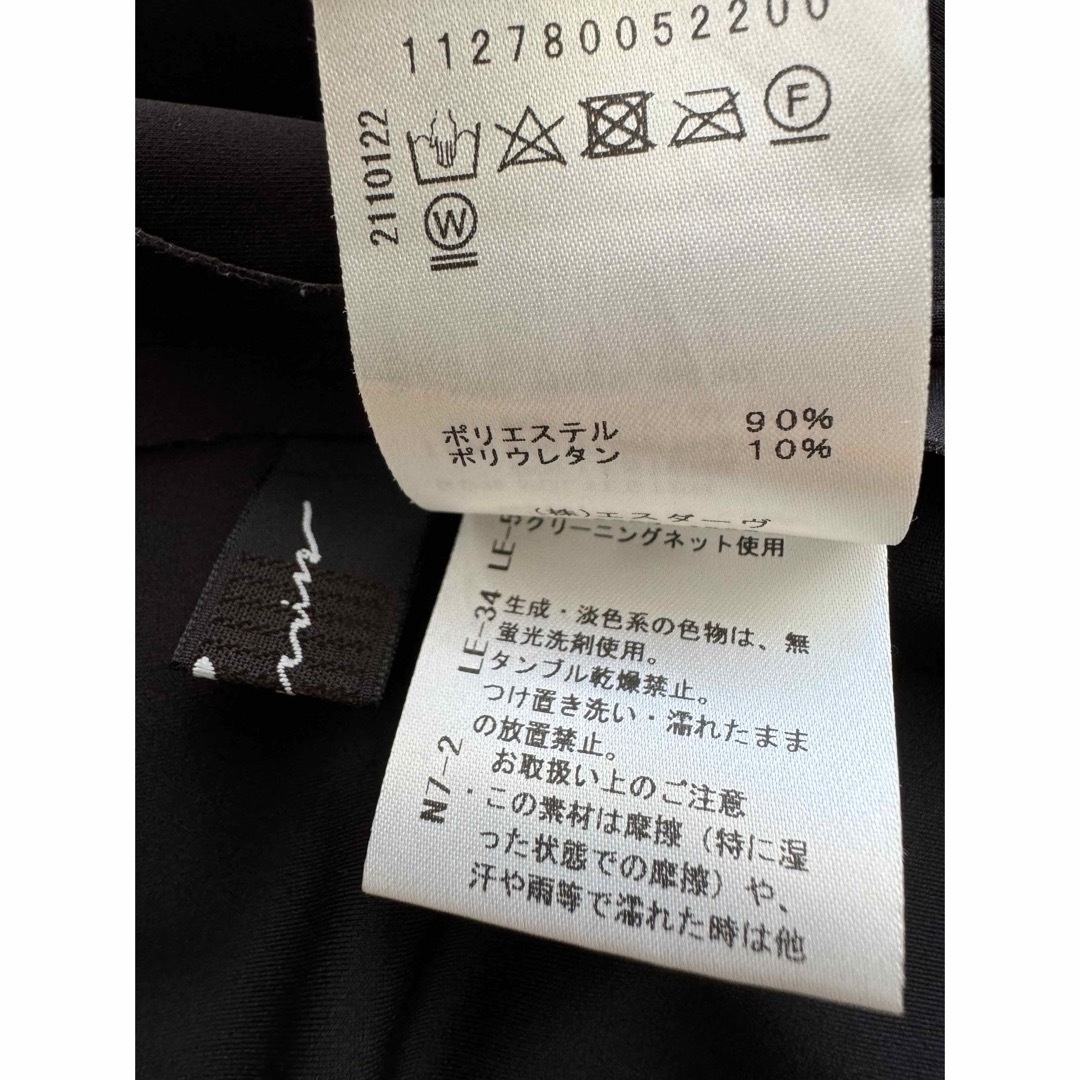 112780052200
2110122
F
W
ポリエステル 90%
ポリウレタン 10%
(株)エスダーヴ
クリーニングネット使用
LE-34
生成・淡色系の色物は、無
蛍光洗剤使用。
タンブル乾燥禁止。
つけ置き洗い・濡れたまま
の放置禁止。
N7-2
お取扱い上のご注意
・この素材は摩擦（特に湿
った状態での摩擦）や、
汗や雨等で濡れた時は他